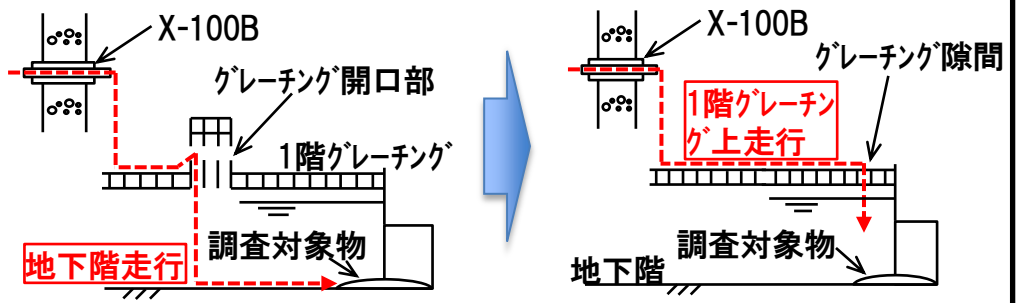 X-100B
グレーチング開口部
1階グレーチング
調査対象物
地下階走行
X-100B
グレーチング隙間
1階グレーチン
グ上走行
調査対象物
地下階